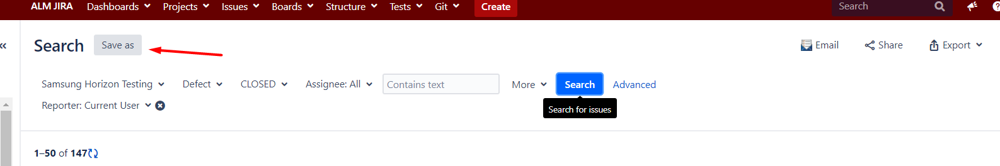 ALM JIRA Dashboards Projects Issues Boards Structure Tests Git Create Search
Search Save as Email Share Export
Samsung Horizon Testing Defect CLOSED Assignee: All Contains text More Search Advanced
Reporter: Current User Search for issues
1–50 of 147